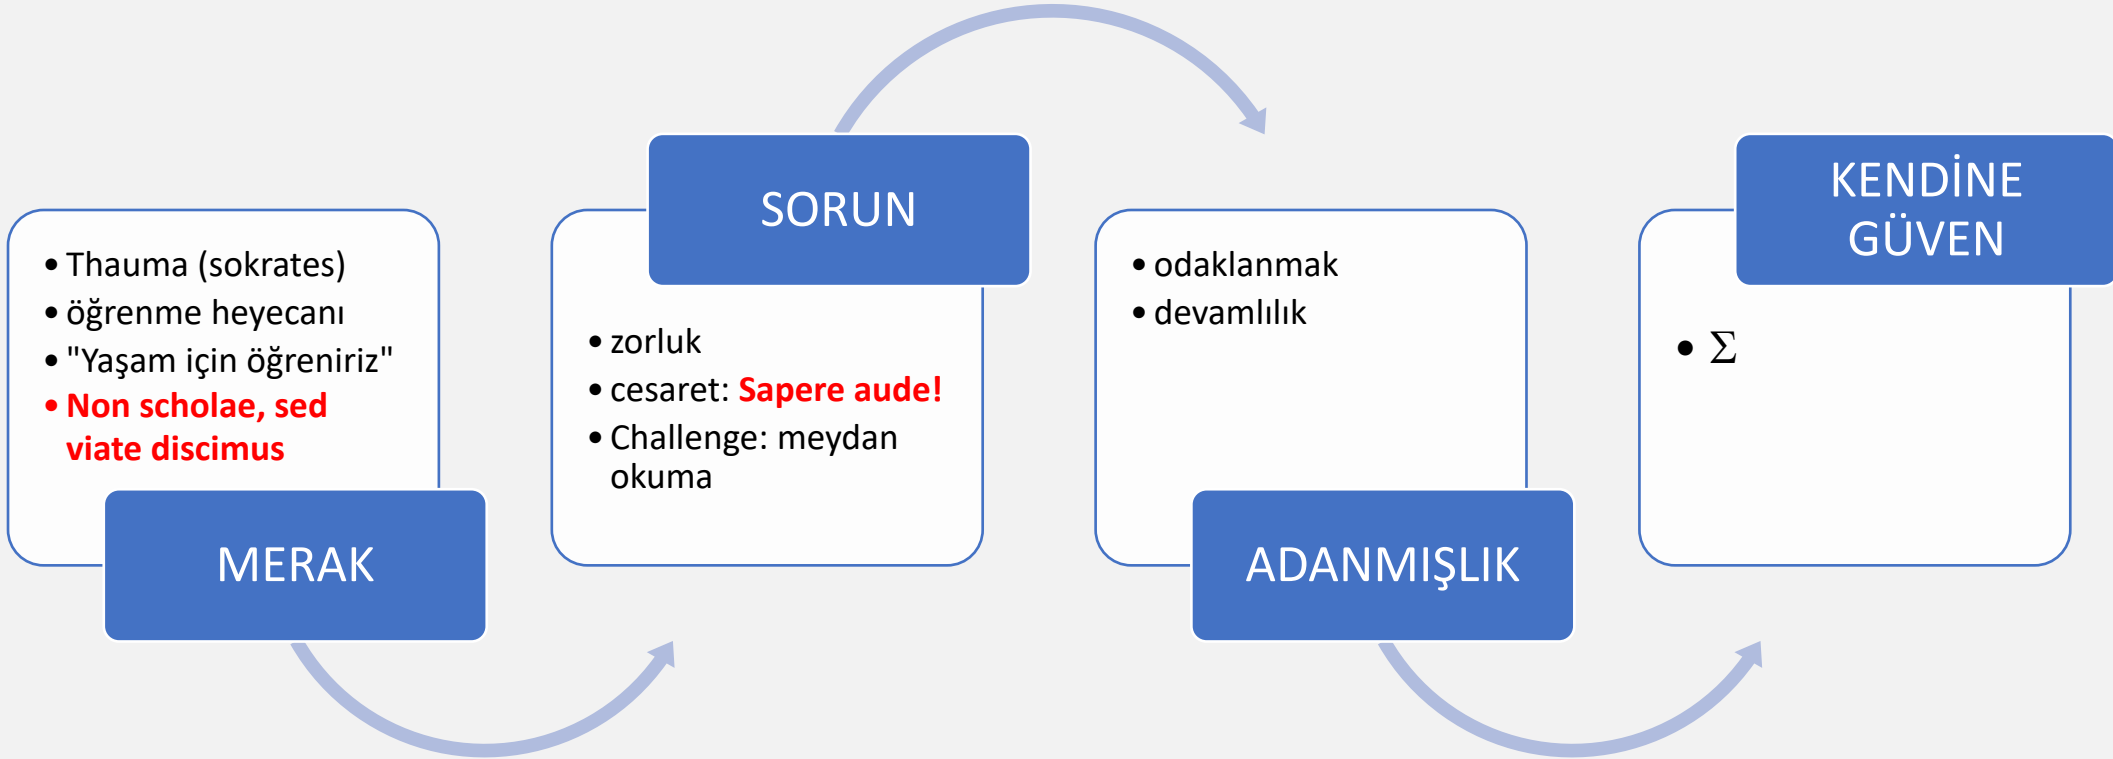 • Thauma (sokrates)
• öğrenme heyecanı
• "Yaşam için öğreniriz"
• Non scholae, sed
viate discimus
MERAK
SORUN
• zorluk
• cesaret: Sapere aude!
• Challenge: meydan
okuma
• odaklanmak
• devamlılık
ADANMIŞLIK
KENDİNE
GÜVEN
• Σ